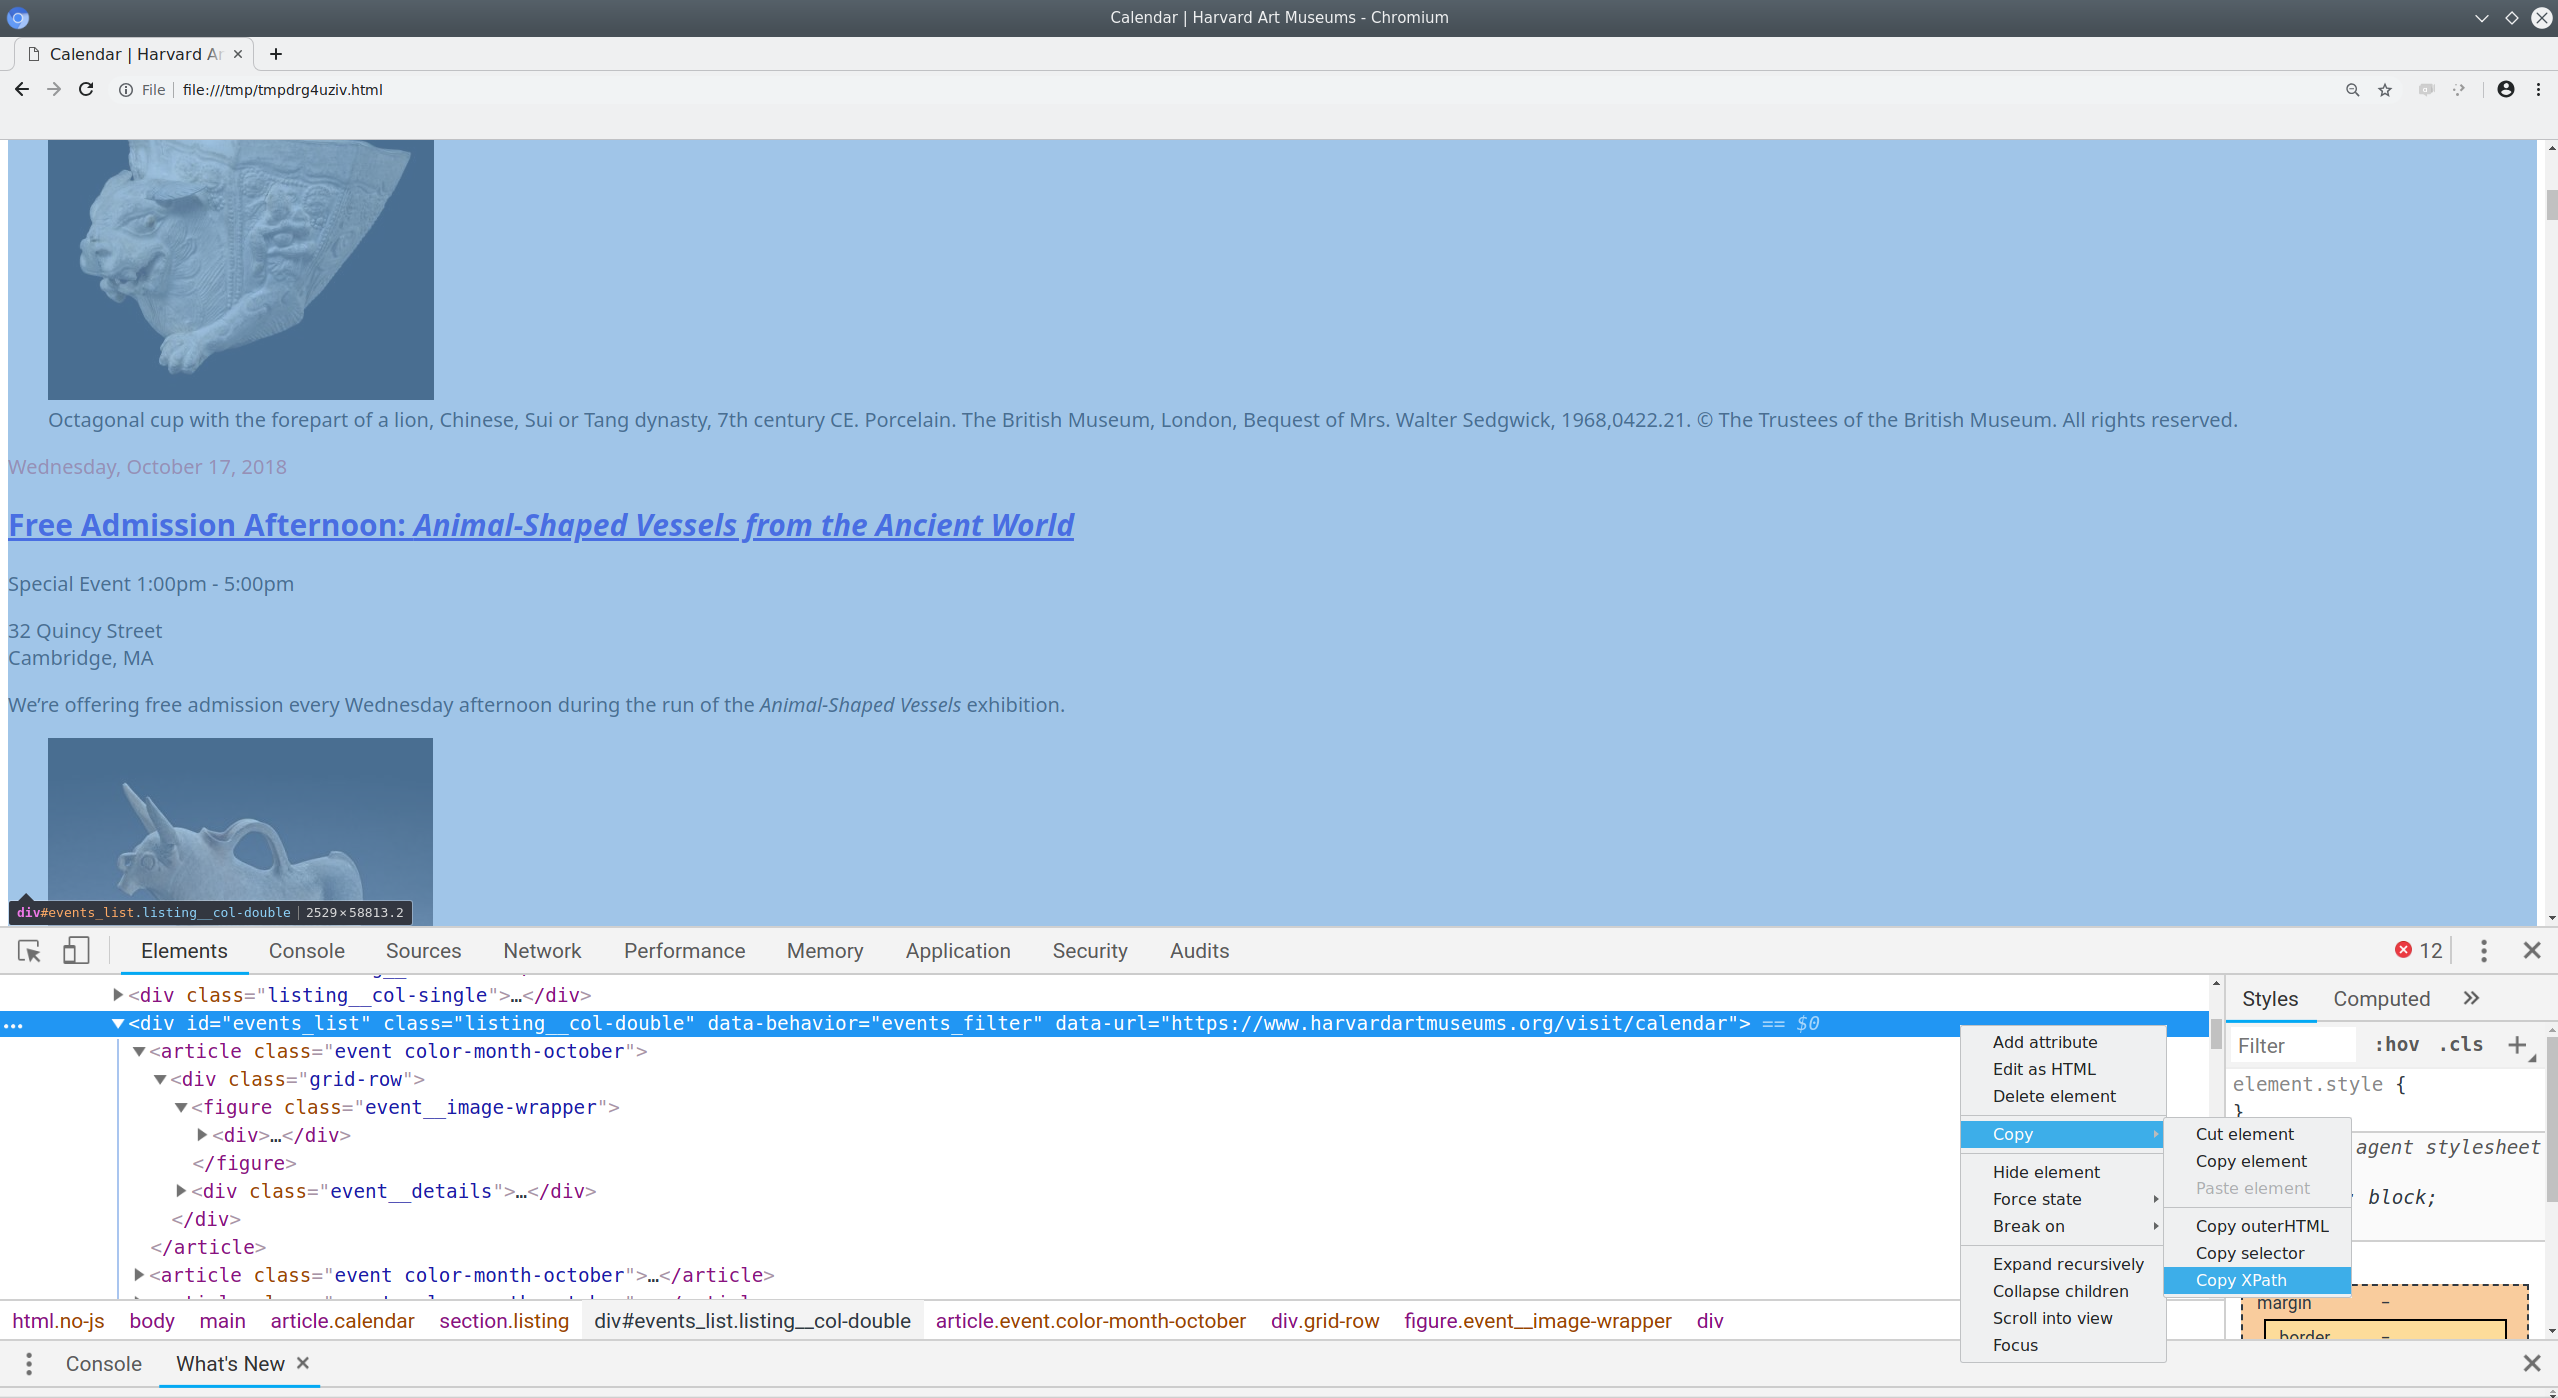 Calendar | Harvard Art Museums - Chromium
Calendar | Harvard Ar
File file:///tmp/tmpdrg4uziv.html
Octagonal cup with the forepart of a lion, Chinese, Sui or Tang dynasty, 7th century CE. Porcelain. The British Museum, London, Bequest of Mrs. Walter Sedgwick, 1968,0422.21. © The Trustees of the British Museum. All rights reserved.
Wednesday, October 17, 2018
Free Admission Afternoon: Animal-Shaped Vessels from the Ancient World
Special Event 1:00pm - 5:00pm
32 Quincy Street
Cambridge, MA
We’re offering free admission every Wednesday afternoon during the run of the Animal-Shaped Vessels exhibition.
div#events_list.listing__col-double | 2529×58813.2
Elements Console Sources Network Performance Memory Application Security Audits 12
<div class="listing__col-single">…</div>
<div id="events_list" class="listing__col-double" data-behavior="events_filter" data-url="https://www.harvardartmuseums.org/visit/calendar"> == $0
<article class="event color-month-october">
<div class="grid-row">
<figure class="event__image-wrapper">
<div>…</div>
</figure>
<div class="event__details">…</div>
</div>
</article>
<article class="event color-month-october">…</article>
html.no-js body main article.calendar section.listing div#events_list.listing__col-double article.event.color-month-october div.grid-row figure.event__image-wrapper div
Console What's New
Add attribute
Edit as HTML
Delete element
Copy
Hide element
Force state
Break on
Expand recursively
Collapse children
Scroll into view
Focus
Cut element
Copy element
Paste element
Copy outerHTML
Copy selector
Copy XPath
Styles Computed
Filter :hov .cls
element.style {
}
agent stylesheet
block;
margin –
border –